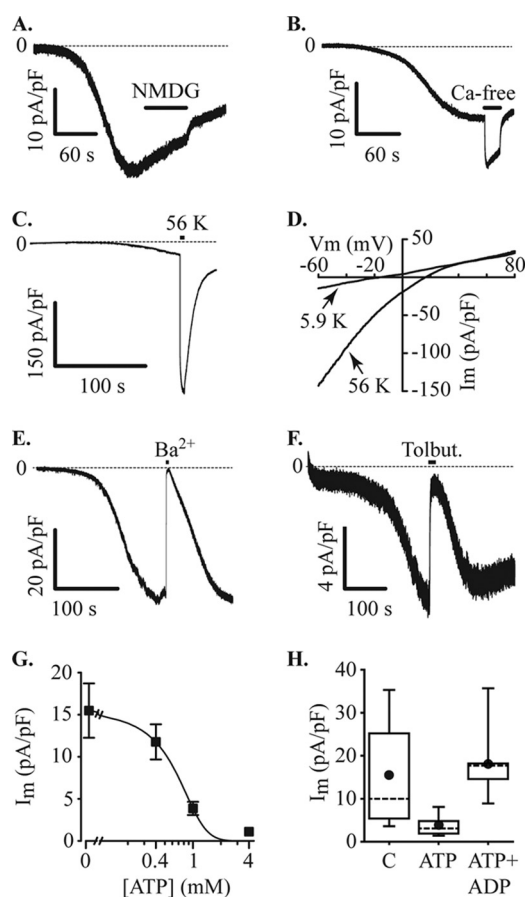 A.
0
NMDG
10 pA/pF
60 s
B.
0
Ca-free
10 pA/pF
60 s
C.
56 K
0
150 pA/pF
100 s
D.
Vm (mV)
50
-60 -20 40 80
-50
-100
-150
Im (pA/pF)
5.9 K
56 K
E.
Ba2+
0
20 pA/pF
100 s
F.
Tolbut.
0
4 pA/pF
100 s
G.
20
15
10
5
0
Im (pA/pF)
0 0.4 1 4
[ATP] (mM)
H.
40
30
20
10
0
Im (pA/pF)
C ATP ATP+
ADP